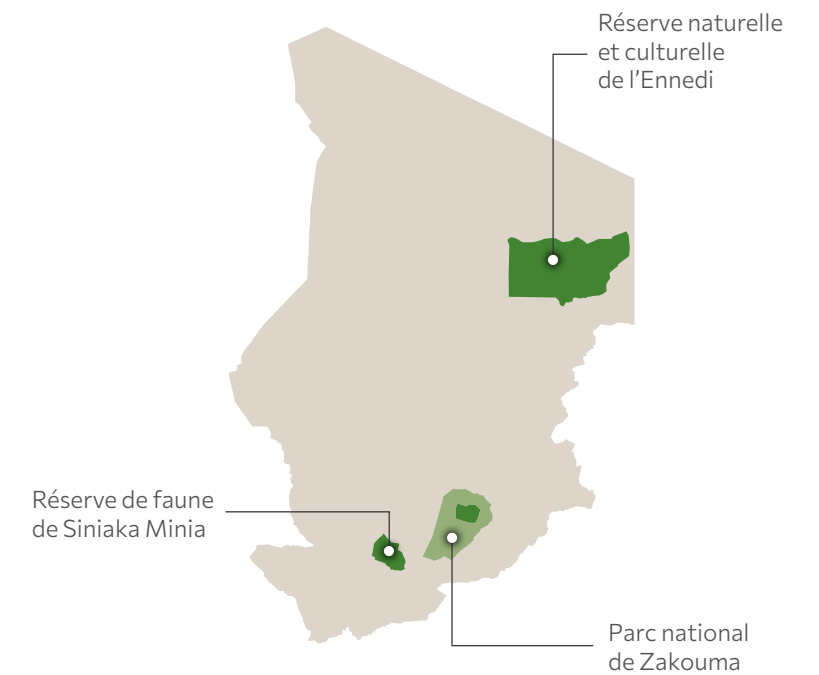 Réserve naturelle
et culturelle
de l’Ennedi
Réserve de faune
de Siniaka Minia
Parc national
de Zakouma